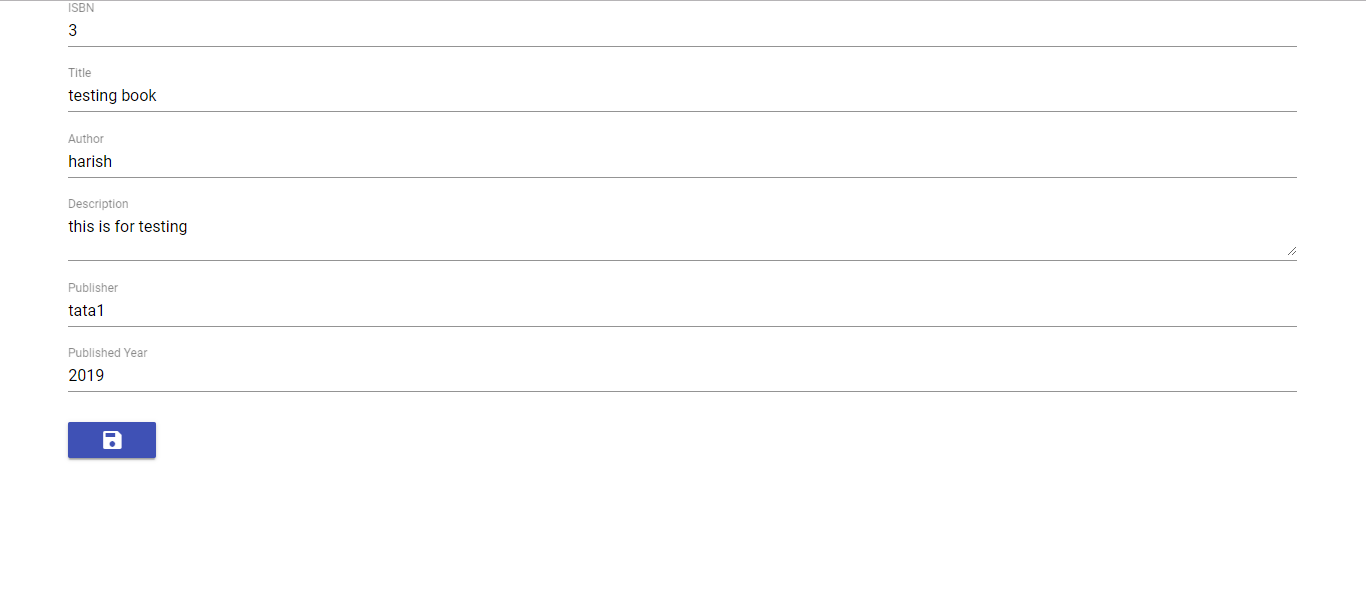 ISBN
3
Title
testing book
Author
harish
Description
this is for testing
Publisher
tata1
Published Year
2019